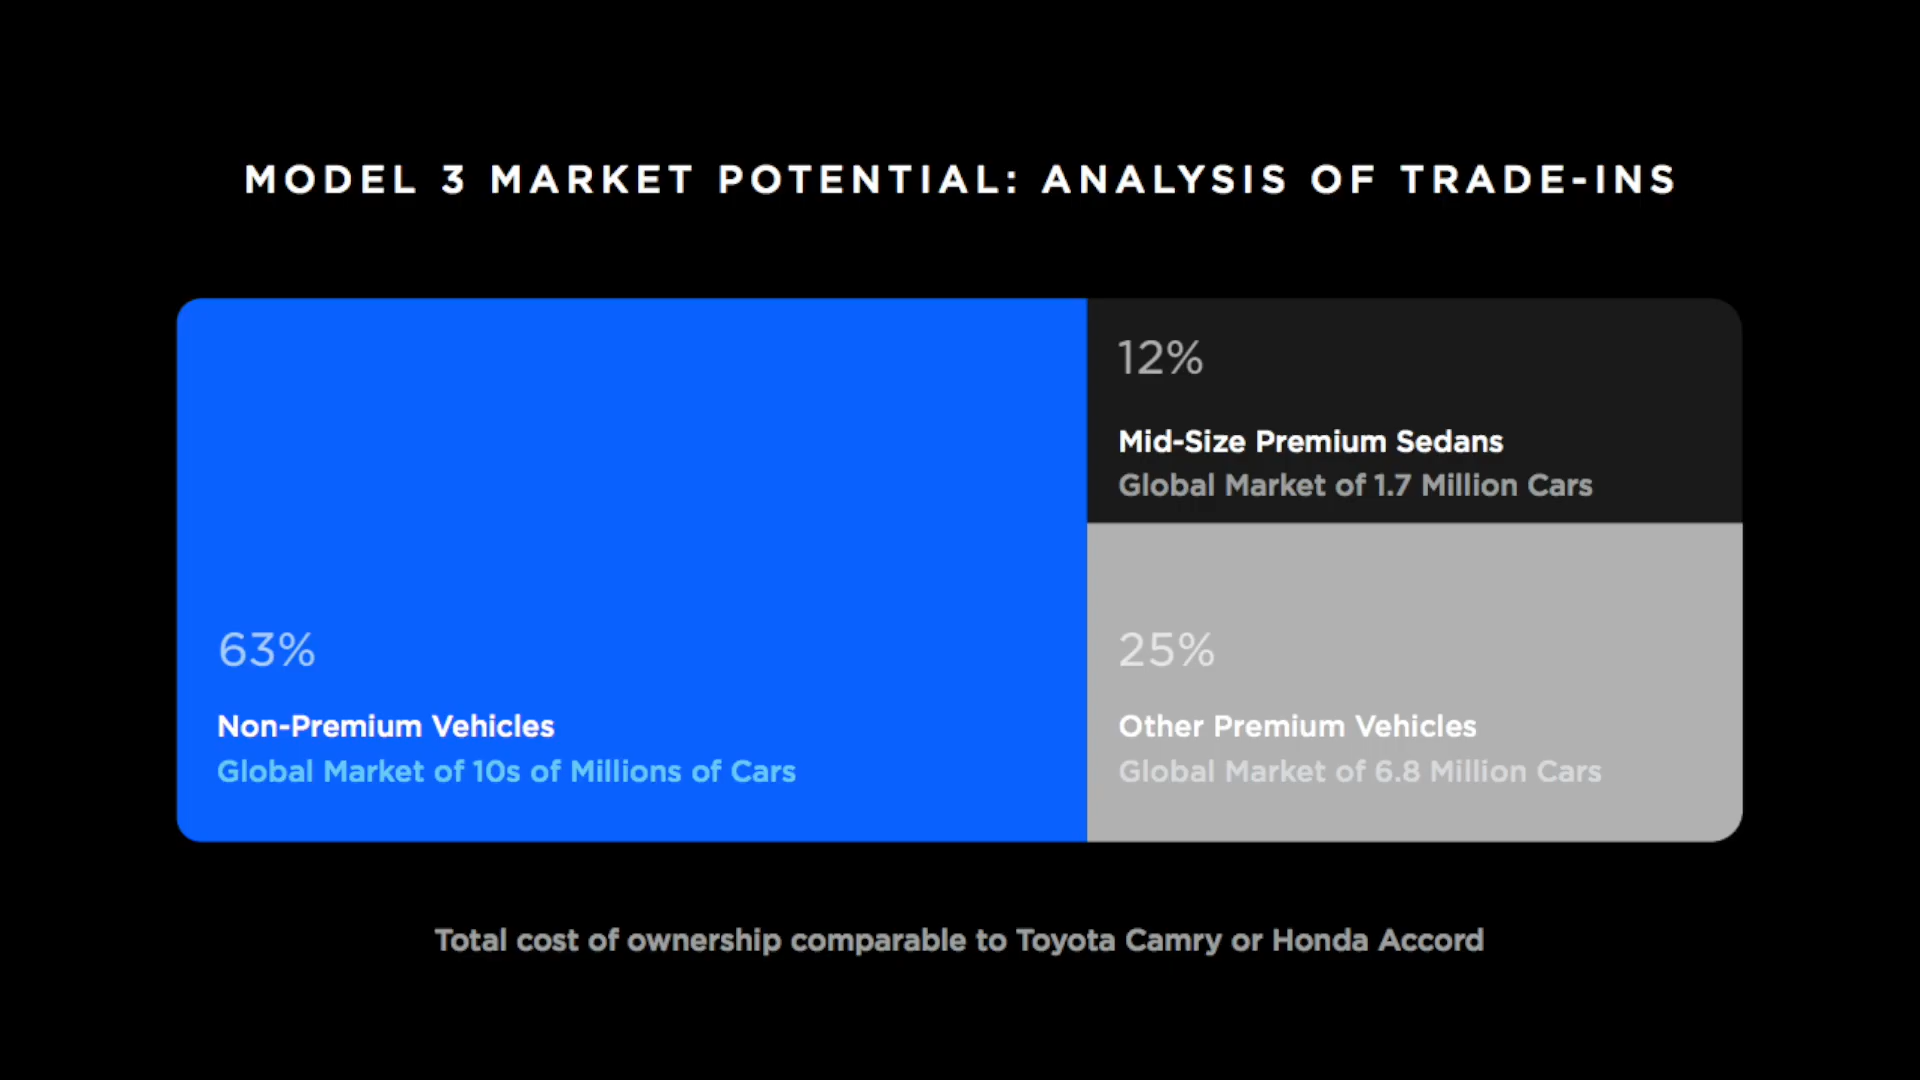 MODEL 3 MARKET POTENTIAL: ANALYSIS OF TRADE-INS
63%
Non-Premium Vehicles
Global Market of 10s of Millions of Cars
12%
Mid-Size Premium Sedans
Global Market of 1.7 Million Cars
25%
Other Premium Vehicles
Global Market of 6.8 Million Cars
Total cost of ownership comparable to Toyota Camry or Honda Accord